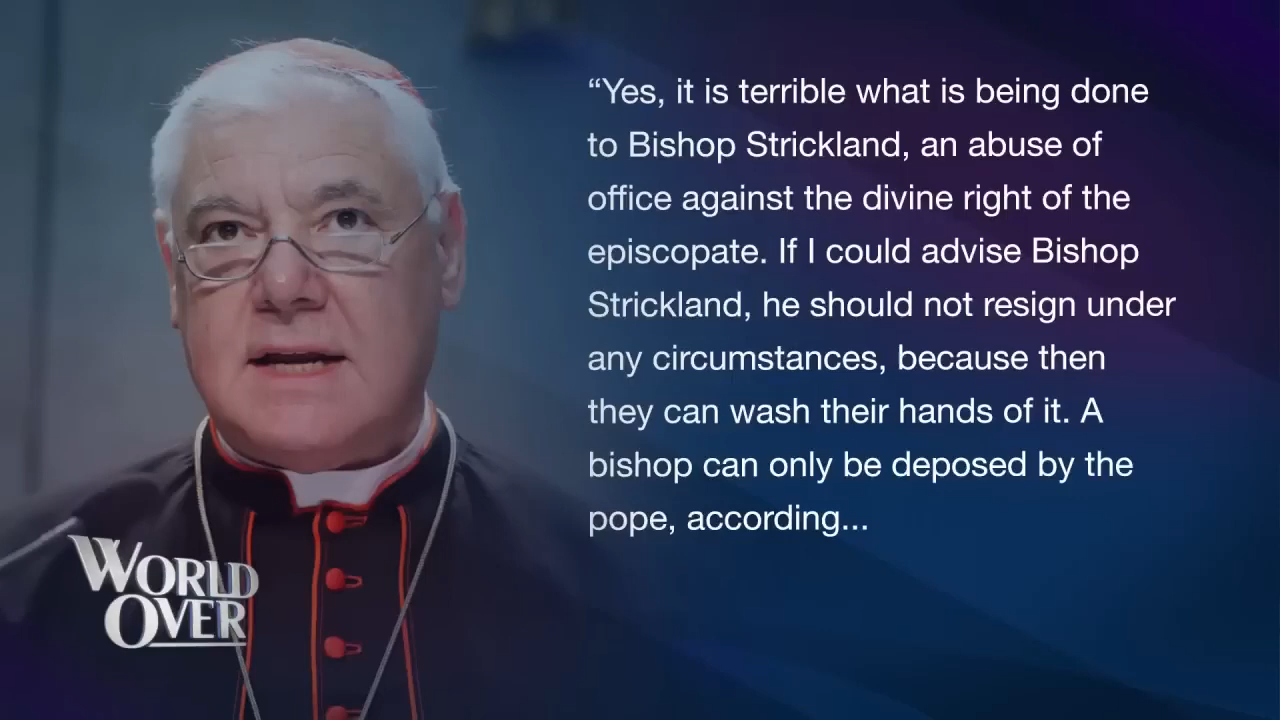 “Yes, it is terrible what is being done
to Bishop Strickland, an abuse of
office against the divine right of the
episcopate. If I could advise Bishop
Strickland, he should not resign under
any circumstances, because then
they can wash their hands of it. A
bishop can only be deposed by the
pope, according...
WORLD
OVER